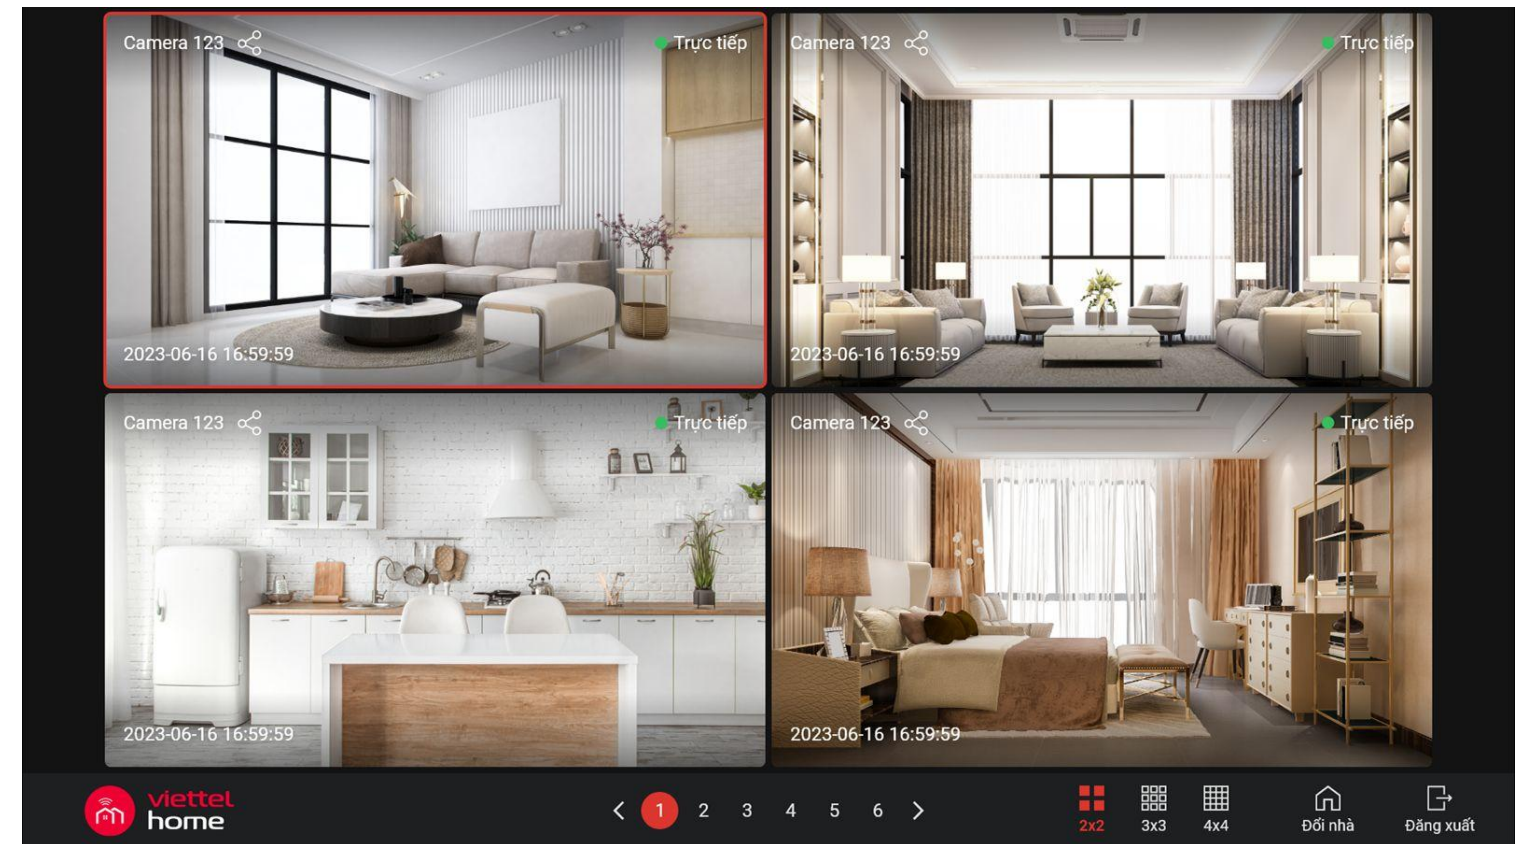 Camera 123
Trực tiếp
Camera 123
Trực tiếp
2023-06-16 16:59:59
2023-06-16 16:59:59
Camera 123
Trực tiếp
Camera 123
Trực tiếp
2023-06-16 16:59:59
2023-06-16 16:59:59
viettel
home
1 2 3 4 5 6
2x2
3x3
4x4
Đổi nhà
Đăng xuất